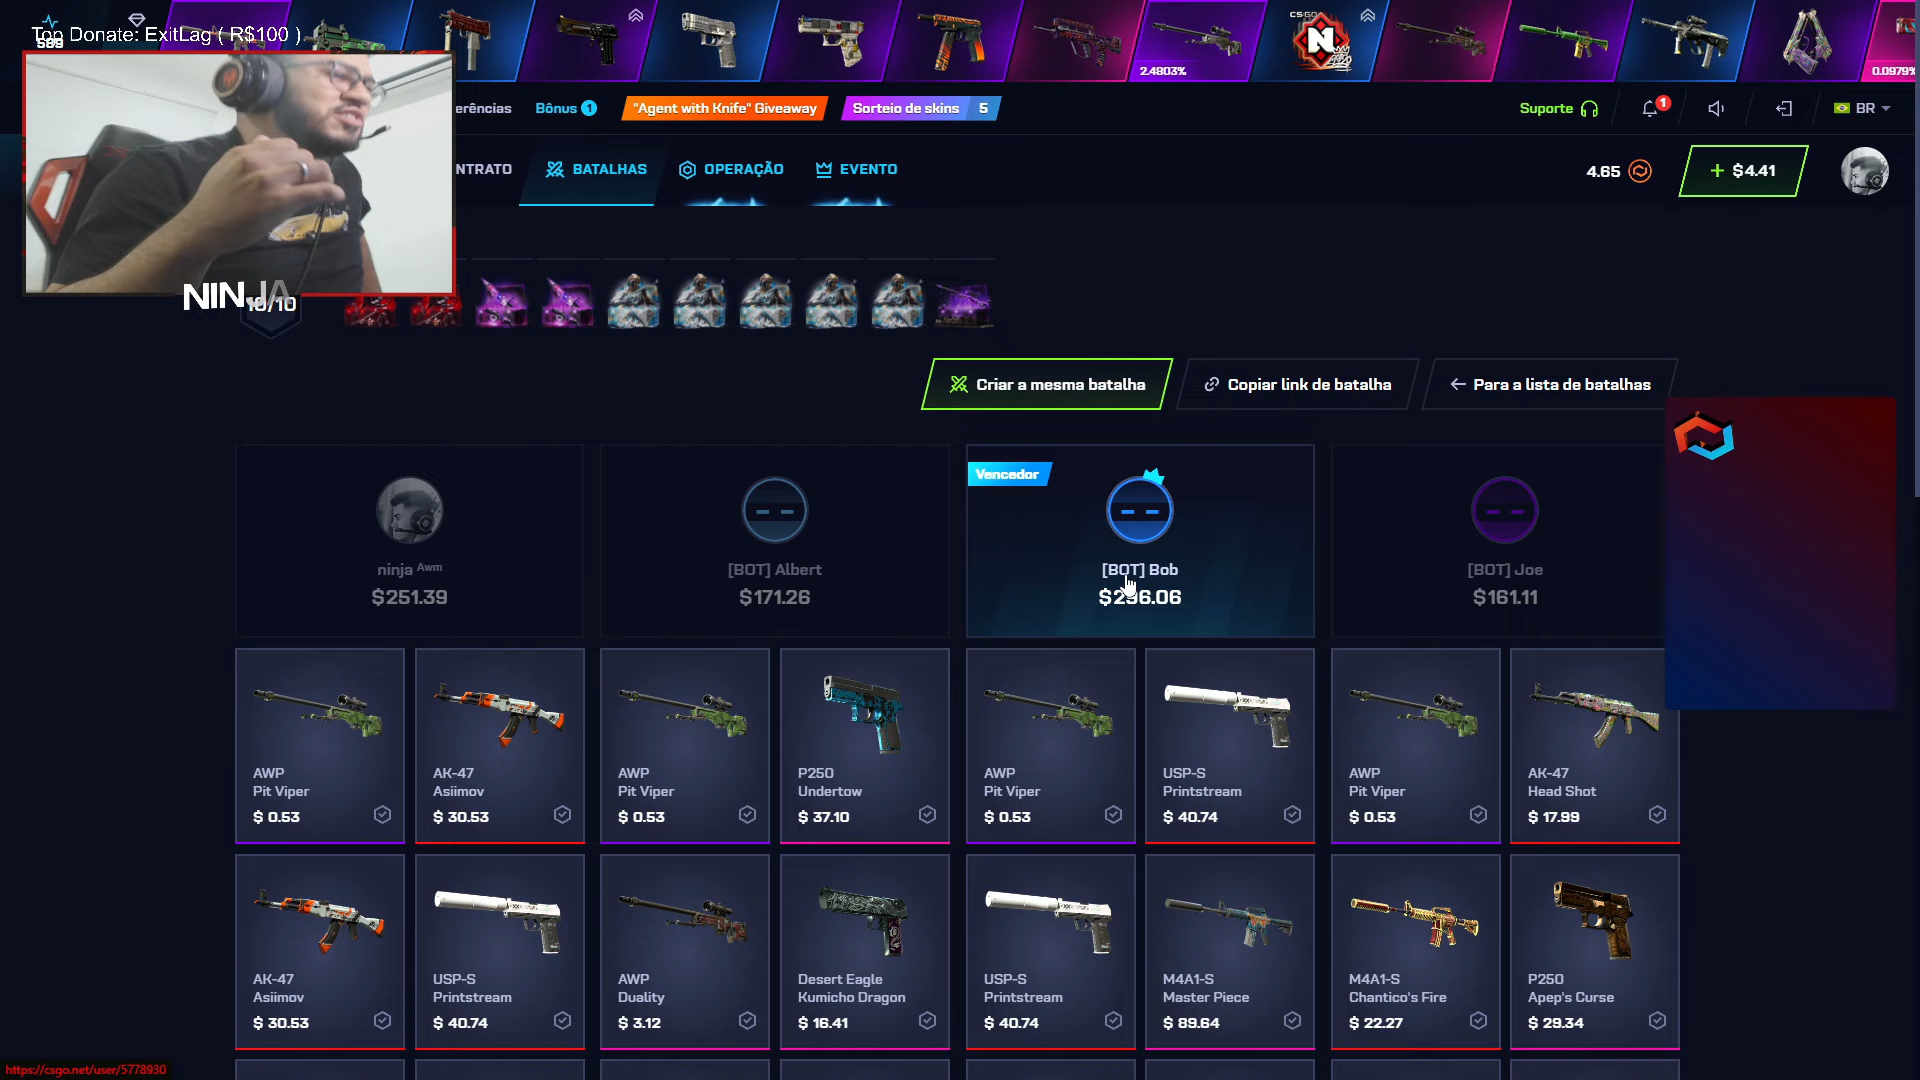 Top Donate: ExitLag ( R$100 )
589
2.4803%
CS:GO
N
0.0979%
erências
Bônus 1
"Agent with Knife" Giveaway
Sorteio de skins 5
Suporte
1
BR
NTRATO
BATALHAS
OPERAÇÃO
EVENTO
4.65
+ $4.41
NINJA
10/10
Criar a mesma batalha
Copiar link de batalha
Para a lista de batalhas
Vencedor
ninja Awm
$251.39
[BOT] Albert
$171.26
[BOT] Bob
$296.06
[BOT] Joe
$161.11
AWP
Pit Viper
$ 0.53
AK-47
Asiimov
$ 30.53
AWP
Pit Viper
$ 0.53
P250
Undertow
$ 37.10
AWP
Pit Viper
$ 0.53
USP-S
Printstream
$ 40.74
AWP
Pit Viper
$ 0.53
AK-47
Head Shot
$ 17.99
AK-47
Asiimov
$ 30.53
USP-S
Printstream
$ 40.74
AWP
Duality
$ 3.12
Desert Eagle
Kumicho Dragon
$ 16.41
USP-S
Printstream
$ 40.74
M4A1-S
Master Piece
$ 89.64
M4A1-S
Chantico's Fire
$ 22.27
P250
Apep's Curse
$ 29.34
https://csgo.net/user/5778930